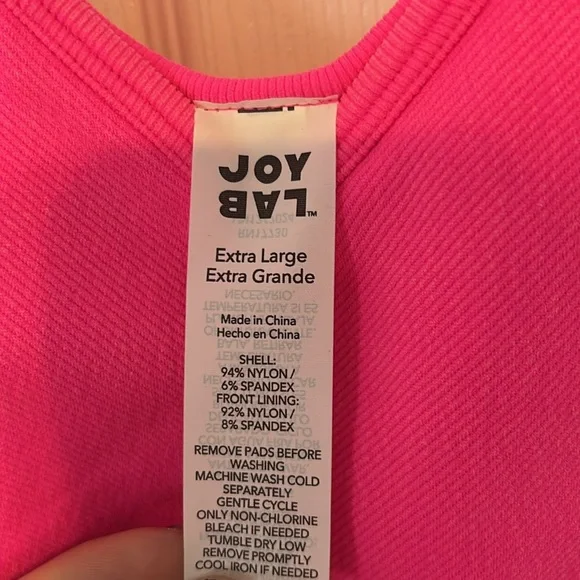 JOY
LAB™
Extra Large
Extra Grande
Made in China
Hecho en China
SHELL:
94% NYLON /
6% SPANDEX
FRONT LINING:
92% NYLON /
8% SPANDEX
REMOVE PADS BEFORE
WASHING
MACHINE WASH COLD
SEPARATELY
GENTLE CYCLE
ONLY NON-CHLORINE
BLEACH IF NEEDED
TUMBLE DRY LOW
REMOVE PROMPTLY
COOL IRON IF NEEDED